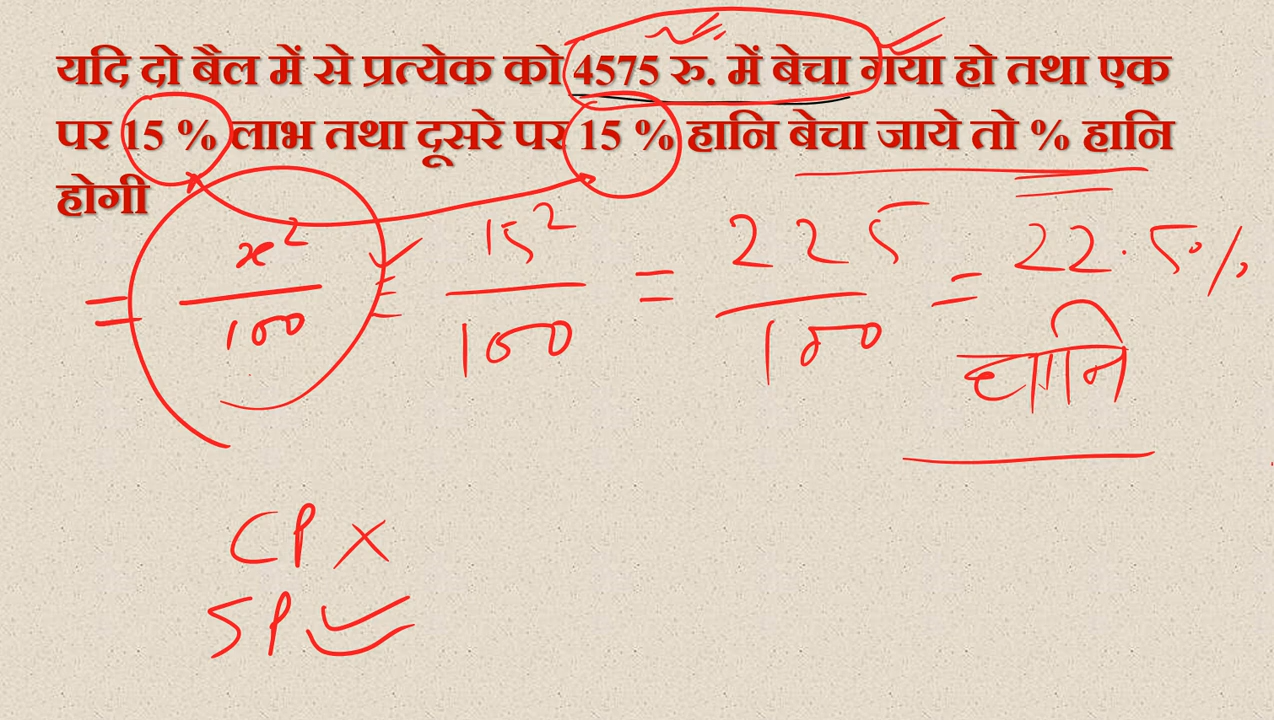 यदि दो बैल में से प्रत्येक को 4575 रु. में बेचा गया हो तथा एक
पर 15 % लाभ तथा दूसरे पर 15 % हानि बेचा जाये तो % हानि
होगी
= x²/100 = 15²/100 = 225/100 = 22.5%
हानि
CP ×
SP ✓